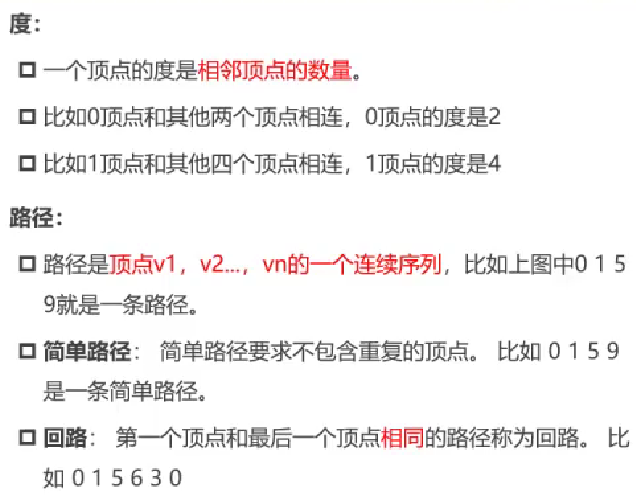 度：
一个顶点的度是相邻顶点的数量。
比如0顶点和其他两个顶点相连，0顶点的度是2
比如1顶点和其他四个顶点相连，1顶点的度是4
路径：
路径是顶点v1，v2...，vn的一个连续序列，比如上图中0 1 5
9就是一条路径。
简单路径： 简单路径要求不包含重复的顶点。 比如 0 1 5 9
是一条简单路径。
回路： 第一个顶点和最后一个顶点相同的路径称为回路。 比
如 0 1 5 6 3 0